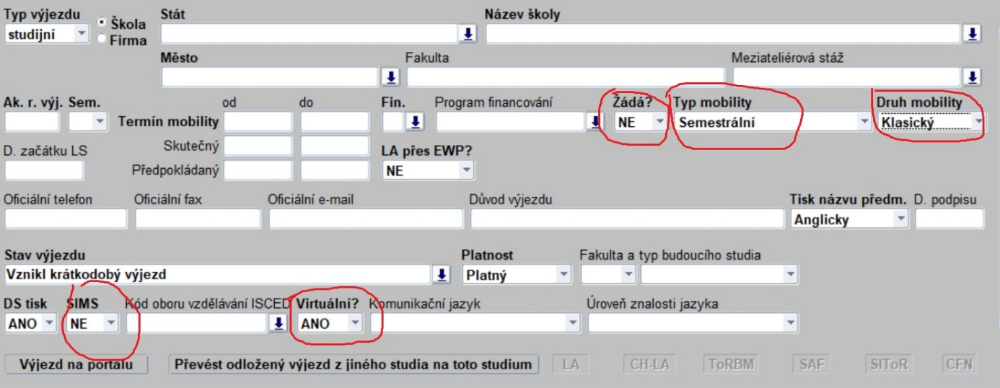 Typ výjezdu Škola Stát Název školy
studijní Firma
Město Fakulta Meziateliérová stáž
Ak. r. výj. Sem. od do Fin. Program financování Žádá? Typ mobility Druh mobility
Termín mobility NE Semestrální Klasický
D. začátku LS Skutečný LA přes EWP?
Předpokládaný NE
Oficiální telefon Oficiální fax Oficiální e-mail Důvod výjezdu Tisk názvu předm. D. podpisu
Anglicky
Stav výjezdu Platnost Fakulta a typ budoucího studia
Vznikl krátkodobý výjezd Platný
DS tisk SIMS Kód oboru vzdělávání ISCED Virtuální? Komunikační jazyk Úroveň znalosti jazyka
ANO NE ANO
Výjezd na portálu Převést odložený výjezd z jiného studia na toto studium LA CH-LA ToRBM SAF SIToR CFN